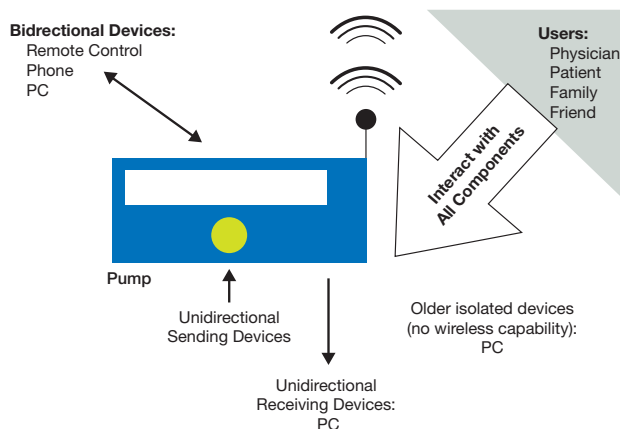 Bidrectional Devices:
Remote Control
Phone
PC
Users:
Physician
Patient
Family
Friend
Interact with
All Components
Pump
Unidirectional
Sending Devices
Older isolated devices
(no wireless capability):
PC
Unidirectional
Receiving Devices:
PC